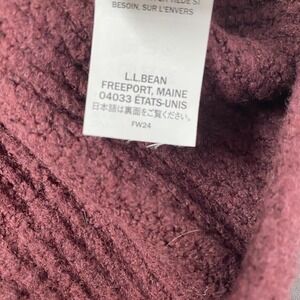 BESOIN, SUR L'ENVERS
L.L.BEAN
FREEPORT, MAINE
04033 ÉTATS-UNIS
日本語は裏面をご覧ください。
FW24